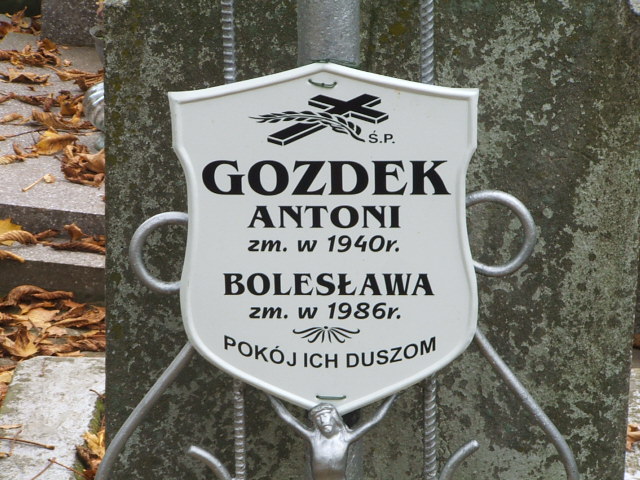 Ś.P.
GOZDEK
ANTONI
zm. w 1940r.
BOLESŁAWA
zm. w 1986r.
POKÓJ ICH DUSZOM